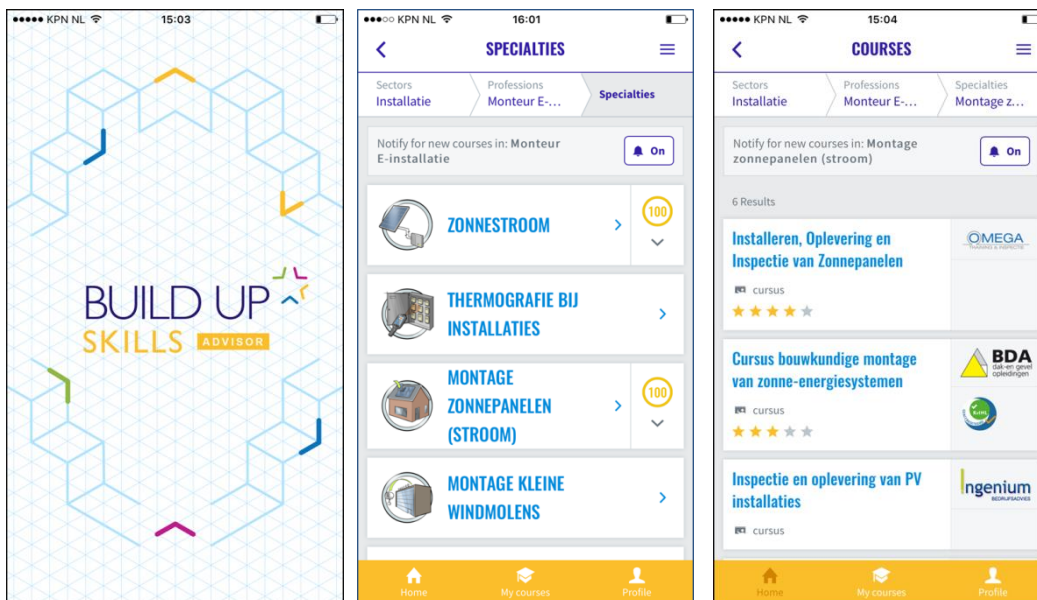 KPN NL 15:03
BUILD UP
SKILLS ADVISOR
KPN NL 16:01
SPECIALTIES
Sectors
Installatie
Professions
Monteur E-...
Specialties
Notify for new courses in: Monteur
E-installatie
On
ZONNESTROOM
100
THERMOGRAFIE BIJ
INSTALLATIES
MONTAGE
ZONNEPANELEN
(STROOM)
100
MONTAGE KLEINE
WINDMOLENS
Home My courses Profile
KPN NL 15:04
COURSES
Sectors
Installatie
Professions
Monteur E-...
Specialties
Montage z...
Notify for new courses in: Montage
zonnepanelen (stroom)
On
6 Results
Installeren, Oplevering en
Inspectie van Zonnepanelen
cursus
OMEGA
TRAINING & INSPECTIE
Cursus bouwkundige montage
van zonne-energiesystemen
cursus
BDA
dak-en gevel
opleidingen
Inspectie en oplevering van PV
installaties
cursus
Ingenium
BEDRIJFSADVIES
Home My courses Profile